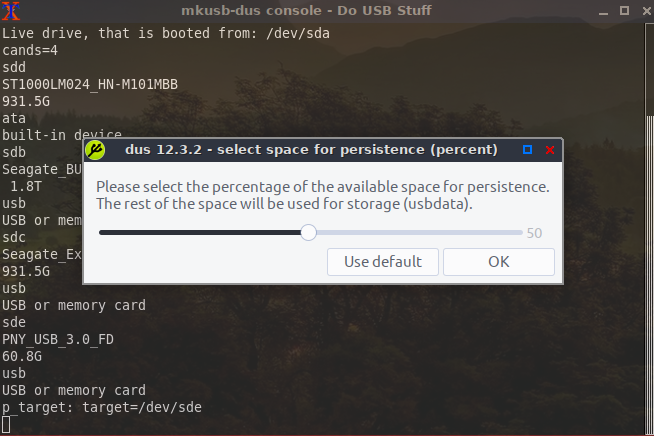 mkusb-dus console - Do USB Stuff
Live drive, that is booted from: /dev/sda
cands=4
sdd
ST1000LM024_HN-M101MBB
931.5G
ata
built-in device
sdb
Seagate_BU
1.8T
usb
USB or mem
sdc
Seagate_Ex
931.5G
usb
USB or memory card
sde
PNY_USB_3.0_FD
60.8G
usb
USB or memory card
p_target: target=/dev/sde
dus 12.3.2 - select space for persistence (percent)
Please select the percentage of the available space for persistence.
The rest of the space will be used for storage (usbdata).
50
Use default
OK